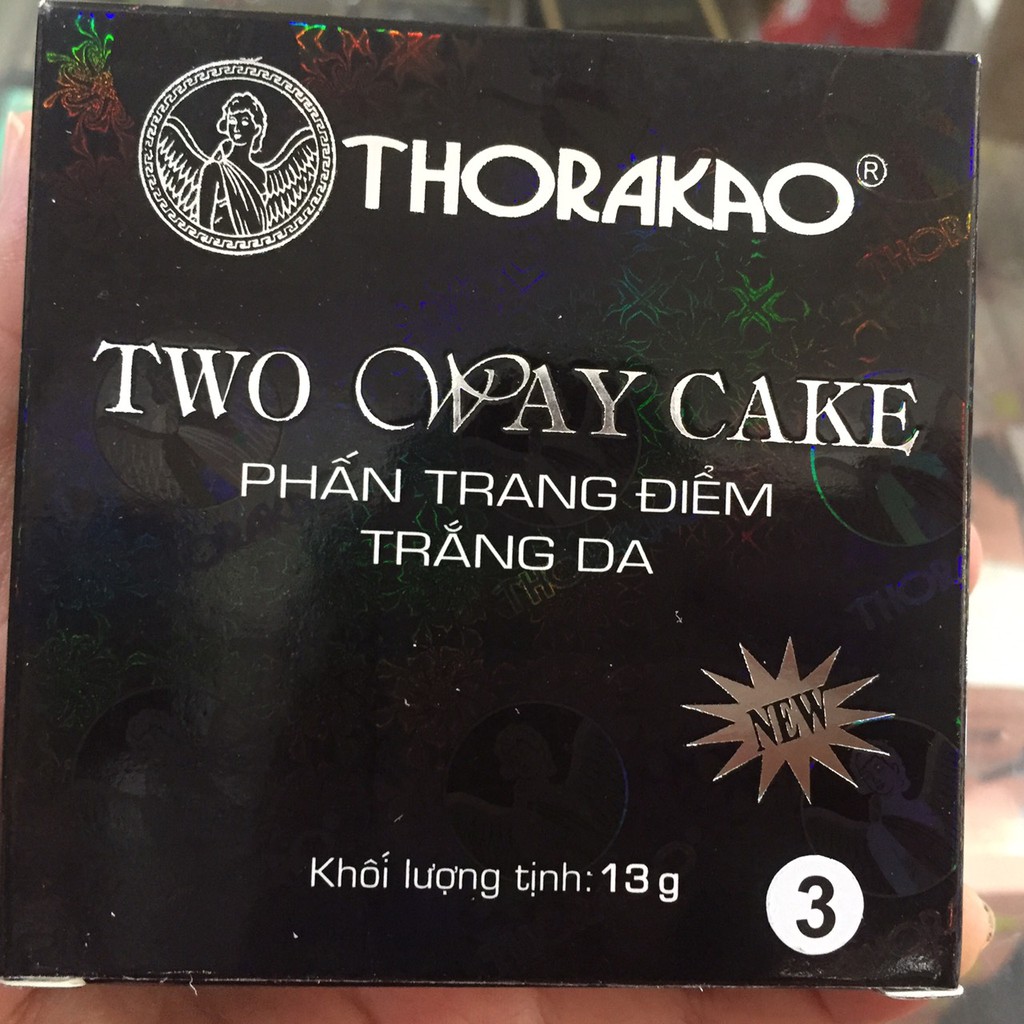 THORAKAO®
TWO WAY CAKE
PHẤN TRANG ĐIỂM
TRẮNG DA
NEW
Khối lượng tịnh: 13 g
3